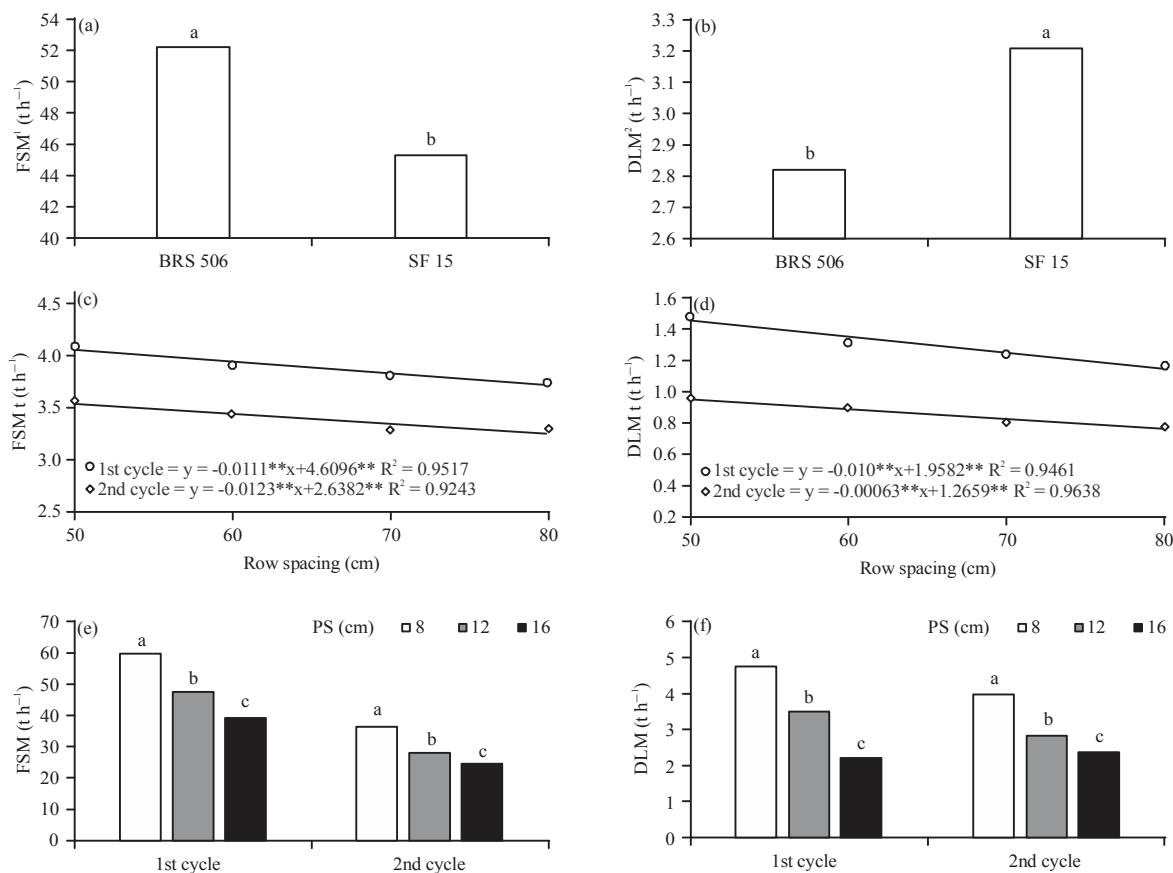 (a)
FSM¹ (t h⁻¹)
54
52
50
48
46
44
42
40
a
b
BRS 506
SF 15
(b)
DLM² (t h⁻¹)
3.3
3.2
3.1
3.0
2.9
2.8
2.7
2.6
b
a
BRS 506
SF 15
(c)
FSM t (t h⁻¹)
4.5
4.0
3.5
3.0
2.5
1st cycle = y = -0.0111**x+4.6096** R² = 0.9517
2nd cycle = y = -0.0123**x+2.6382** R² = 0.9243
50
60
70
80
Row spacing (cm)
(d)
DLM t (t h⁻¹)
1.6
1.4
1.2
1.0
0.8
0.6
0.4
0.2
1st cycle = y = -0.010**x+1.9582** R² = 0.9461
2nd cycle = y = -0.00063**x+1.2659** R² = 0.9638
50
60
70
80
Row spacing (cm)
(e)
PS (cm) 8 12 16
FSM (t h⁻¹)
70
60
50
40
30
20
10
0
a
b
c
a
b
c
1st cycle
2nd cycle
(f)
PS (cm) 8 12 16
DLM (t h⁻¹)
6
5
4
3
2
1
0
a
b
c
a
b
c
1st cycle
2nd cycle